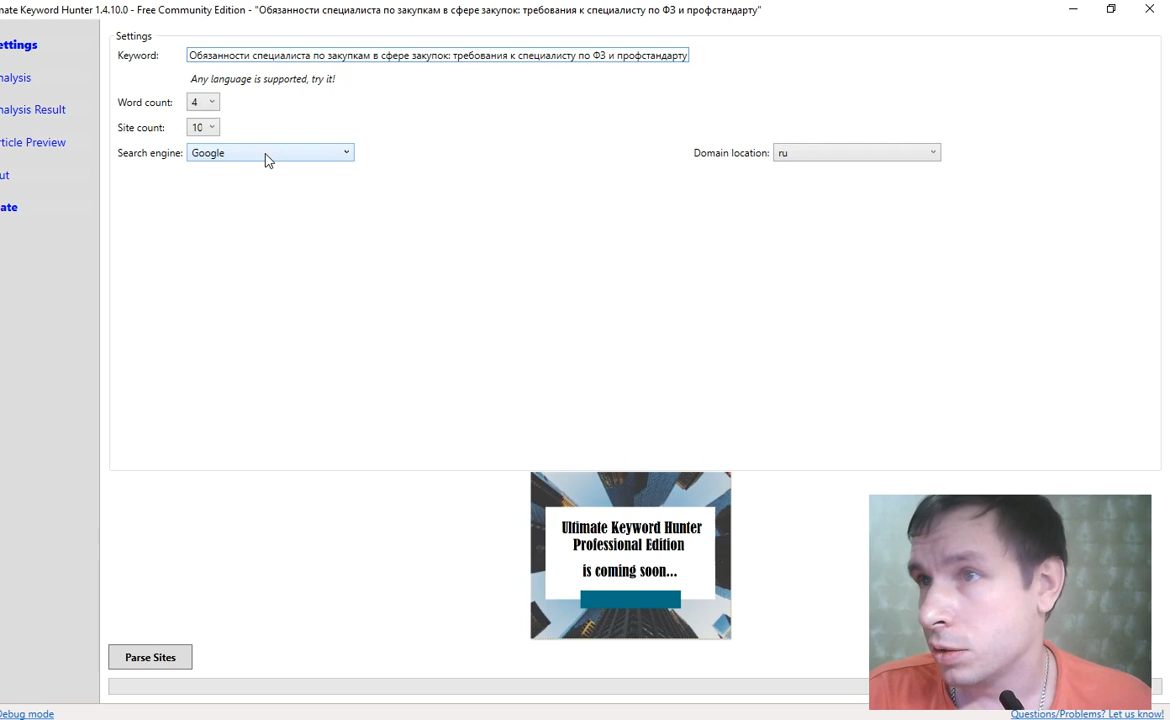 mate Keyword Hunter 1.4.10.0 - Free Community Edition - "Обязанности специалиста по закупкам в сфере закупок: требования к специалисту по ФЗ и профстандарту"
ettings
nalysis
nalysis Result
rticle Preview
ut
ate
Settings
Keyword: Обязанности специалиста по закупкам в сфере закупок: требования к специалисту по ФЗ и профстандарту
Any language is supported, try it!
Word count: 4
Site count: 10
Search engine: Google Domain location: ru
Ultimate Keyword Hunter
Professional Edition
is coming soon...
Parse Sites
Debug mode
Questions/Problems? Let us know!